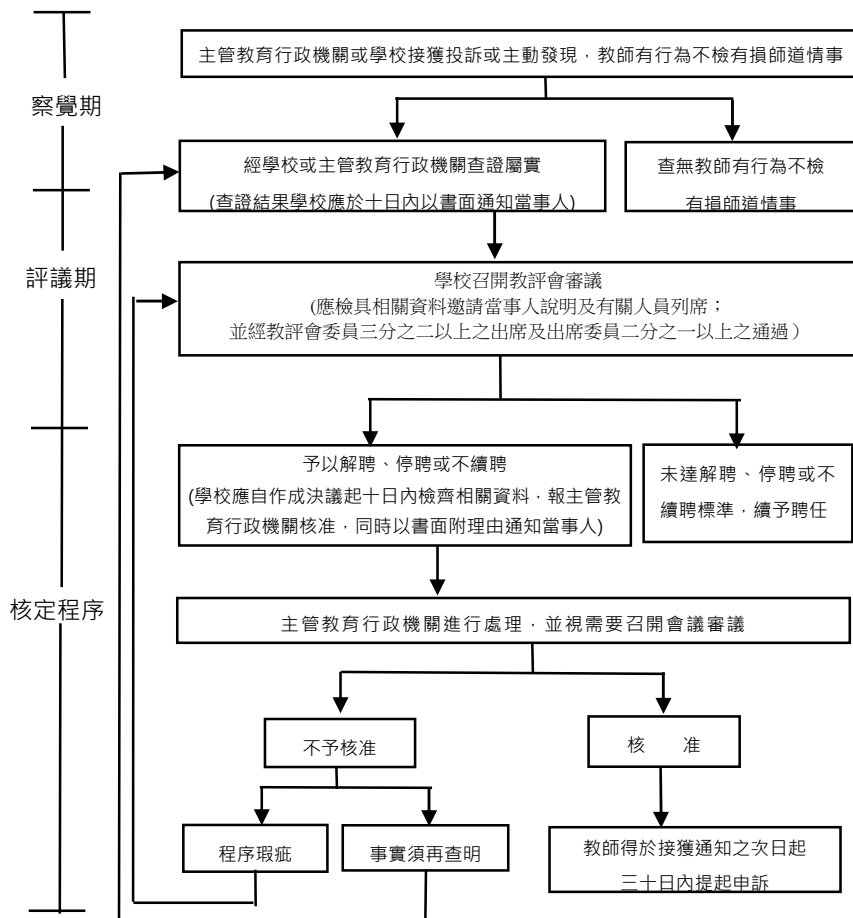 主管教育行政機關或學校接獲投訴或主動發現，教師有行為不檢有損師道情事
察覺期
經學校或主管教育行政機關查證屬實
(查證結果學校應於十日內以書面通知當事人)
查無教師有行為不檢
有損師道情事
評議期
學校召開教評會審議
(應檢具相關資料邀請當事人說明及有關人員列席；
並經教評會委員三分之二以上之出席及出席委員二分之一以上之通過）
予以解聘、停聘或不續聘
(學校應自作成決議起十日內檢齊相關資料，報主管教
育行政機關核准，同時以書面附理由通知當事人)
未達解聘、停聘或不
續聘標準，續予聘任
核定程序
主管教育行政機關進行處理，並視需要召開會議審議
不予核准
核　　准
程序瑕疵
事實須再查明
教師得於接獲通知之次日起
三十日內提起申訴